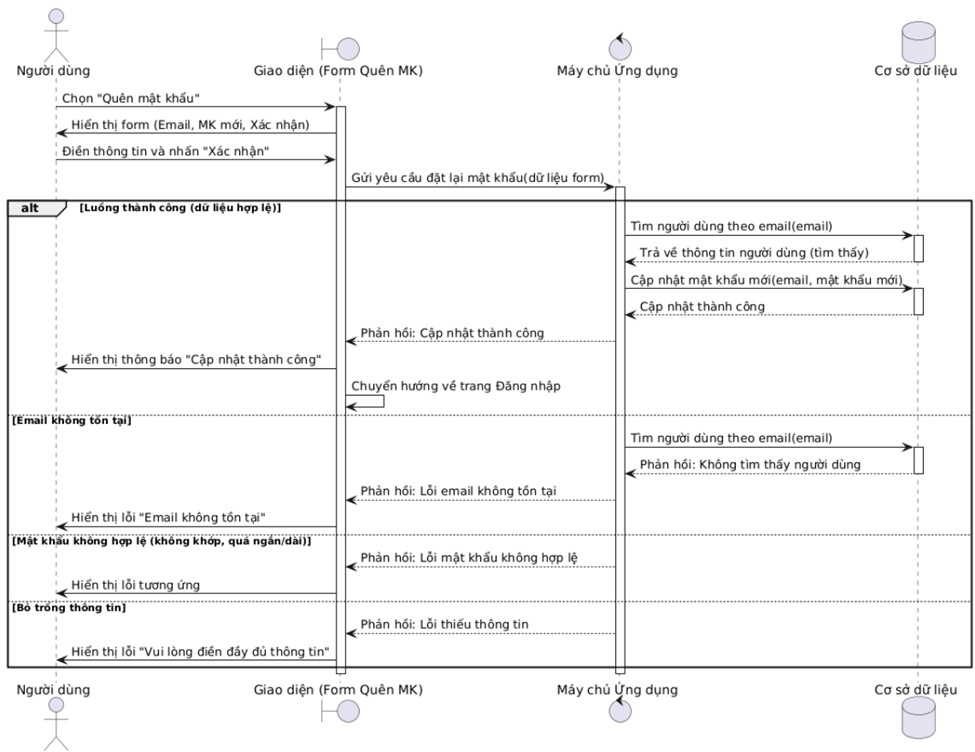 Người dùng
Giao diện (Form Quên MK)
Máy chủ Ứng dụng
Cơ sở dữ liệu
Chọn "Quên mật khẩu"
Hiển thị form (Email, MK mới, Xác nhận)
Điền thông tin và nhấn "Xác nhận"
Gửi yêu cầu đặt lại mật khẩu(dữ liệu form)
alt
[Luồng thành công (dữ liệu hợp lệ)]
Tìm người dùng theo email(email)
Trả về thông tin người dùng (tìm thấy)
Cập nhật mật khẩu mới(email, mật khẩu mới)
Cập nhật thành công
Phản hồi: Cập nhật thành công
Hiển thị thông báo "Cập nhật thành công"
Chuyển hướng về trang Đăng nhập
[Email không tồn tại]
Tìm người dùng theo email(email)
Phản hồi: Không tìm thấy người dùng
Phản hồi: Lỗi email không tồn tại
Hiển thị lỗi "Email không tồn tại"
[Mật khẩu không hợp lệ (không khớp, quá ngắn/dài)]
Phản hồi: Lỗi mật khẩu không hợp lệ
Hiển thị lỗi tương ứng
[Bỏ trống thông tin]
Phản hồi: Lỗi thiếu thông tin
Hiển thị lỗi "Vui lòng điền đầy đủ thông tin"
Người dùng
Giao diện (Form Quên MK)
Máy chủ Ứng dụng
Cơ sở dữ liệu